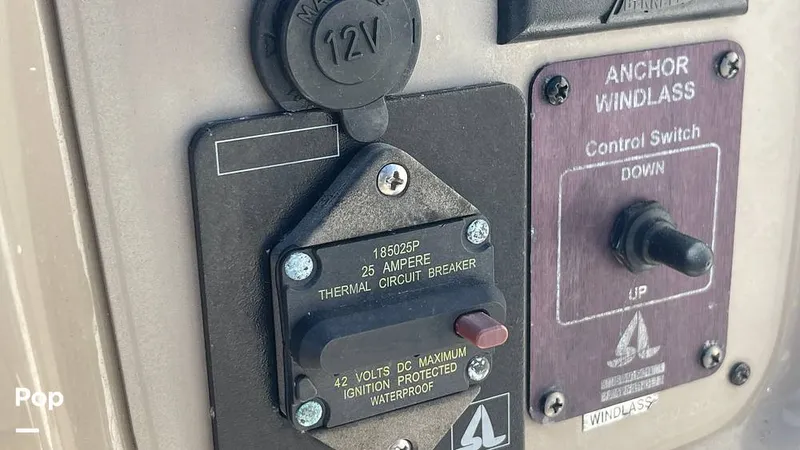 12V
185025P
25 AMPERE
THERMAL CIRCUIT BREAKER
42 VOLTS DC MAXIMUM
IGNITION PROTECTED
WATERPROOF
SL
ANCHOR
WINDLASS
Control Switch
DOWN
UP
WINDLASS
Pop